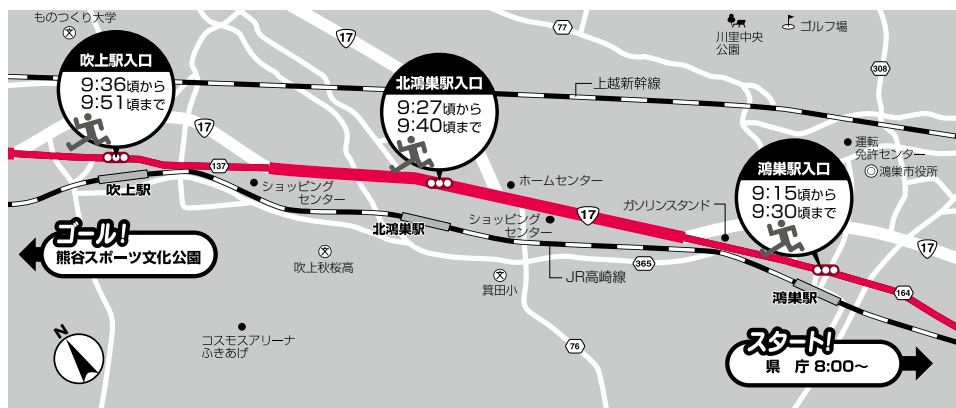 ものつくり大学
77
川里中央
公園
ゴルフ場
17
308
吹上駅入口
9:36頃から
9:51頃まで
北鴻巣駅入口
9:27頃から
9:40頃まで
上越新幹線
17
運転
免許センター
鴻巣市役所
鴻巣駅入口
9:15頃から
9:30頃まで
137
吹上駅
ショッピング
センター
ホームセンター
17
ガソリンスタンド
ショッピング
センター
北鴻巣駅
ゴール!
熊谷スポーツ文化公園
吹上秋桜高
365
17
箕田小
JR高崎線
鴻巣駅
164
N
コスモスアリーナ
ふきあげ
76
スタート!
県 庁 8:00〜